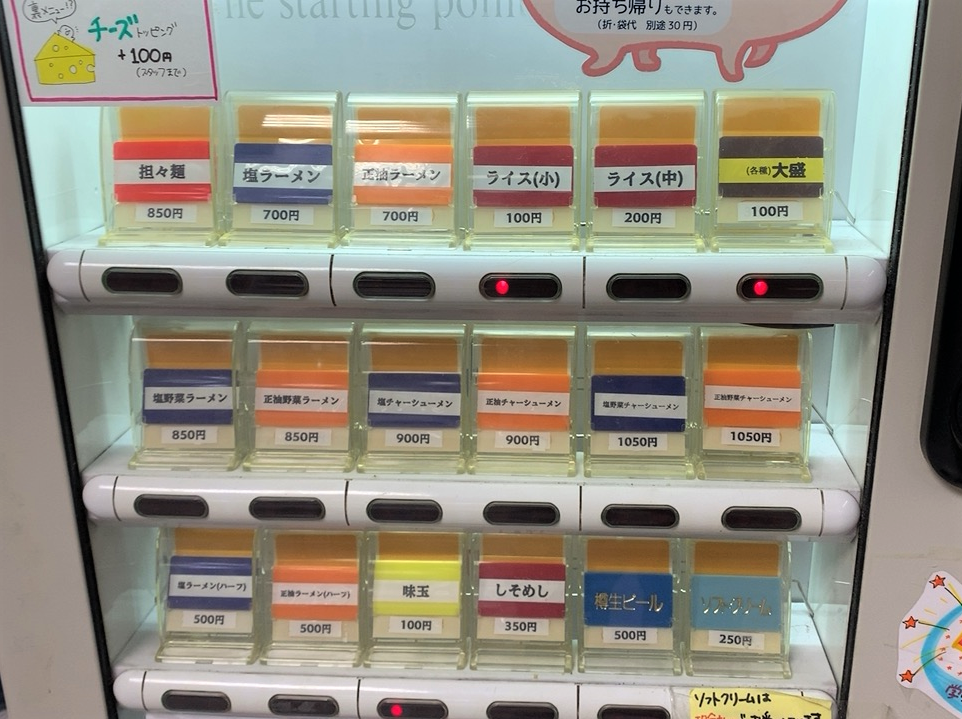 裏メニュー!?
チーズ トッピング
+100円
(スタッフまで)
The starting point
お持ち帰りもできます。
(折・袋代 別途30円)
担々麺
850円
塩ラーメン
700円
正油ラーメン
700円
ライス(小)
100円
ライス(中)
200円
(各種)大盛
100円
塩野菜ラーメン
850円
正油野菜ラーメン
850円
塩チャーシューメン
900円
正油チャーシューメン
900円
塩野菜チャーシューメン
1050円
正油野菜チャーシューメン
1050円
塩ラーメン(ハーフ)
500円
正油ラーメン(ハーフ)
500円
味玉
100円
しそめし
350円
樽生ビール
500円
ソフトクリーム
250円
ソフトクリームは